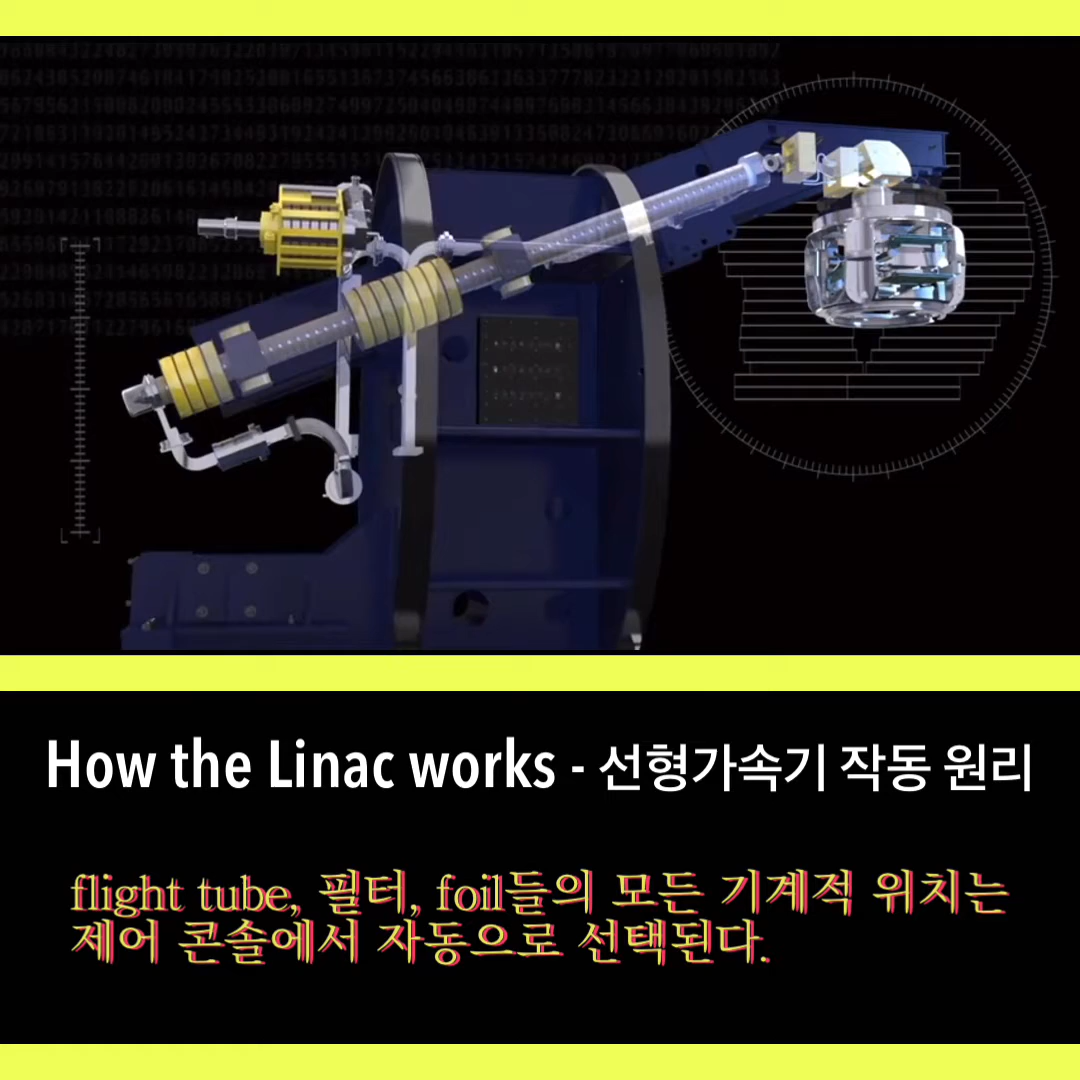 How the Linac works - 선형가속기 작동 원리
flight tube, 필터, foil들의 모든 기계적 위치는
제어 콘솔에서 자동으로 선택된다.